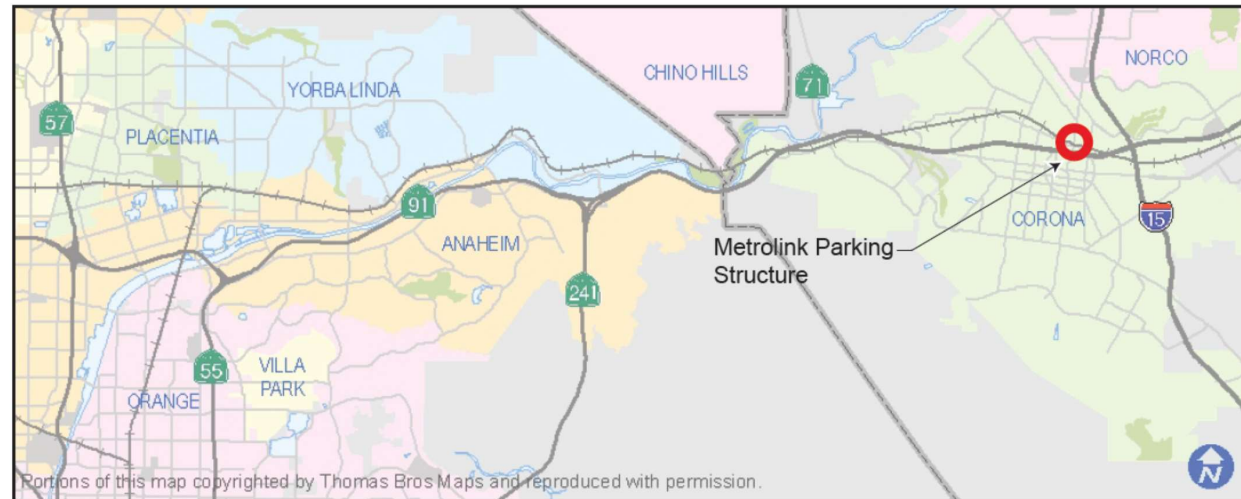 NORCO
CHINO HILLS
71
YORBA LINDA
57
PLACENTIA
91
ANAHEIM
CORONA
15
Metrolink Parking
Structure
241
55
VILLA
PARK
ORANGE
Portions of this map copyrighted by Thomas Bros Maps and reproduced with permission.
N